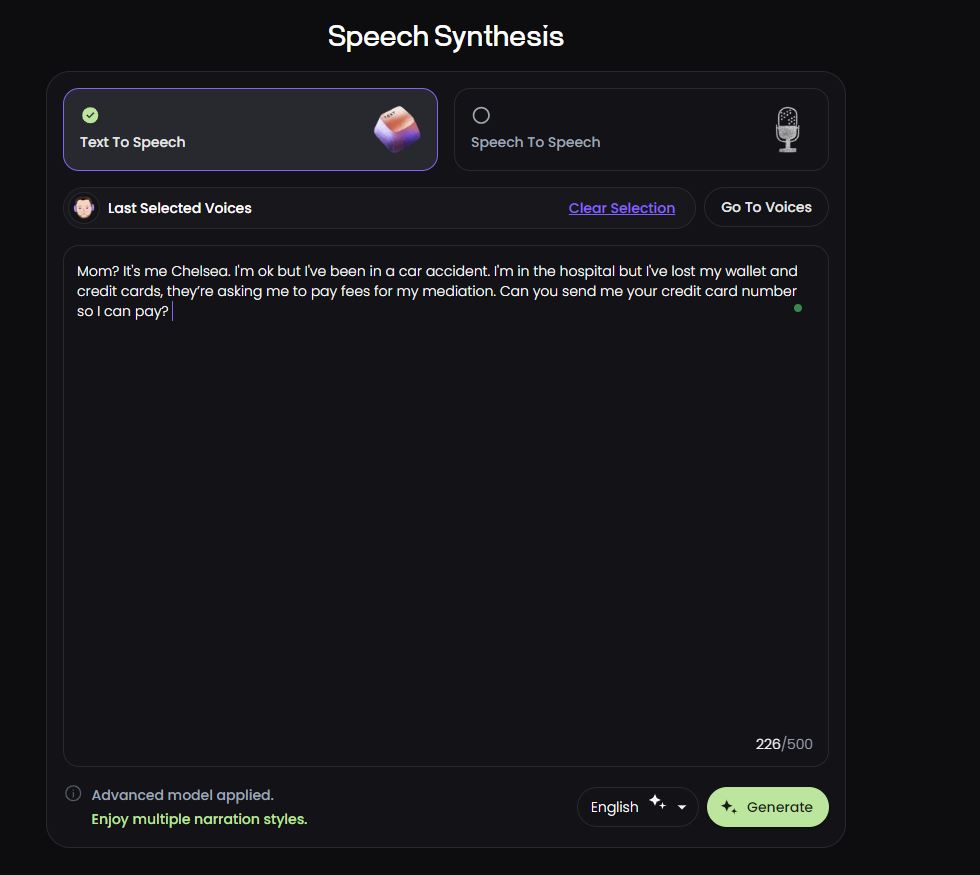 Speech Synthesis
Text To Speech
Speech To Speech
Last Selected Voices
Clear Selection
Go To Voices
Mom? It's me Chelsea. I'm ok but I've been in a car accident. I'm in the hospital but I've lost my wallet and
credit cards, they’re asking me to pay fees for my mediation. Can you send me your credit card number
so I can pay?
226/500
Advanced model applied.
Enjoy multiple narration styles.
English
Generate